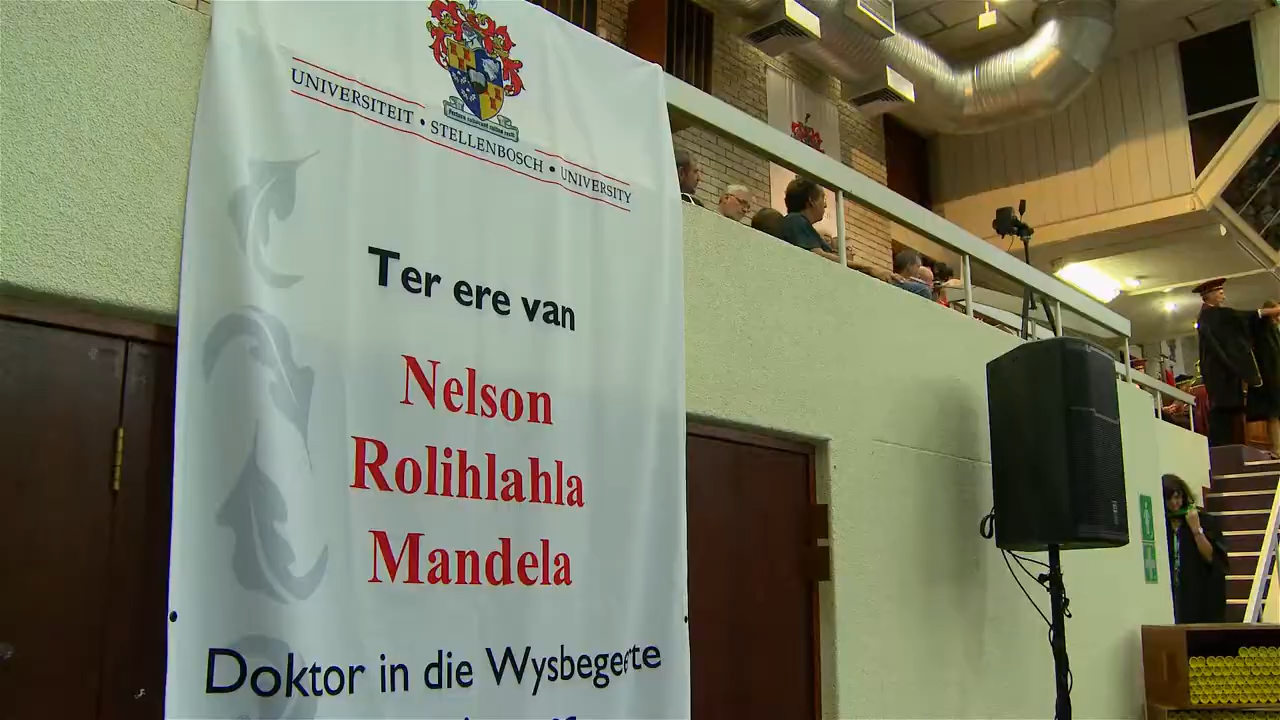 UNIVERSITEIT • STELLENBOSCH • UNIVERSITY
Ter ere van
Nelson
Rolihlahla
Mandela
Doktor in die Wysbegeerte